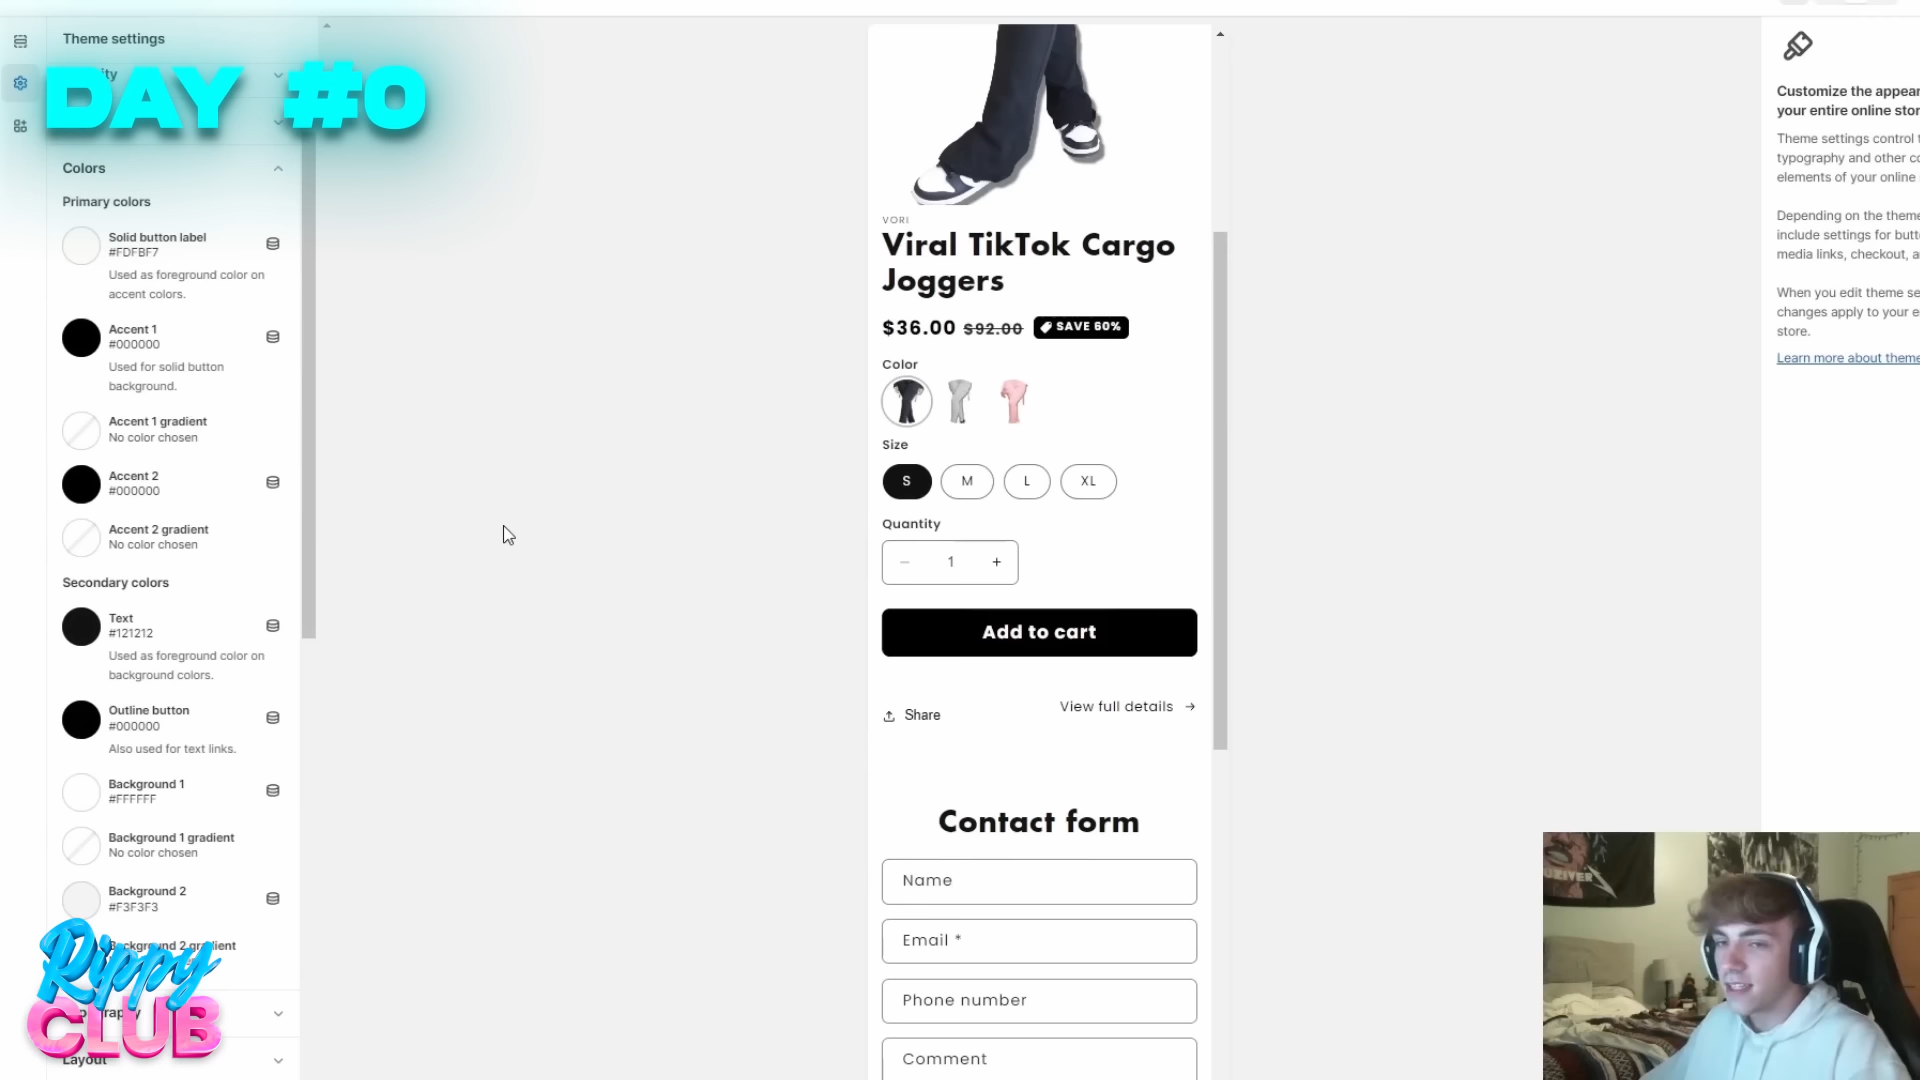 Theme settings
DAY #0
Colors
Primary colors
Solid button label
#FDFBF7
Used as foreground color on
accent colors.
Accent 1
#000000
Used for solid button
background.
Accent 1 gradient
No color chosen
Accent 2
#000000
Accent 2 gradient
No color chosen
Secondary colors
Text
#121212
Used as foreground color on
background colors.
Outline button
#000000
Also used for text links.
Background 1
#FFFFFF
Background 1 gradient
No color chosen
Background 2
#F3F3F3
Background 2 gradient
Rippy
CLUB
Layout
VORI
Viral TikTok Cargo
Joggers
$36.00 $92.00 SAVE 60%
Color
Size
S M L XL
Quantity
− 1 +
Add to cart
Share
View full details →
Contact form
Name
Email *
Phone number
Comment
Customize the appear
your entire online stor
Theme settings control t
typography and other co
elements of your online
Depending on the theme
include settings for butt
media links, checkout, a
When you edit theme se
changes apply to your e
store.
Learn more about theme